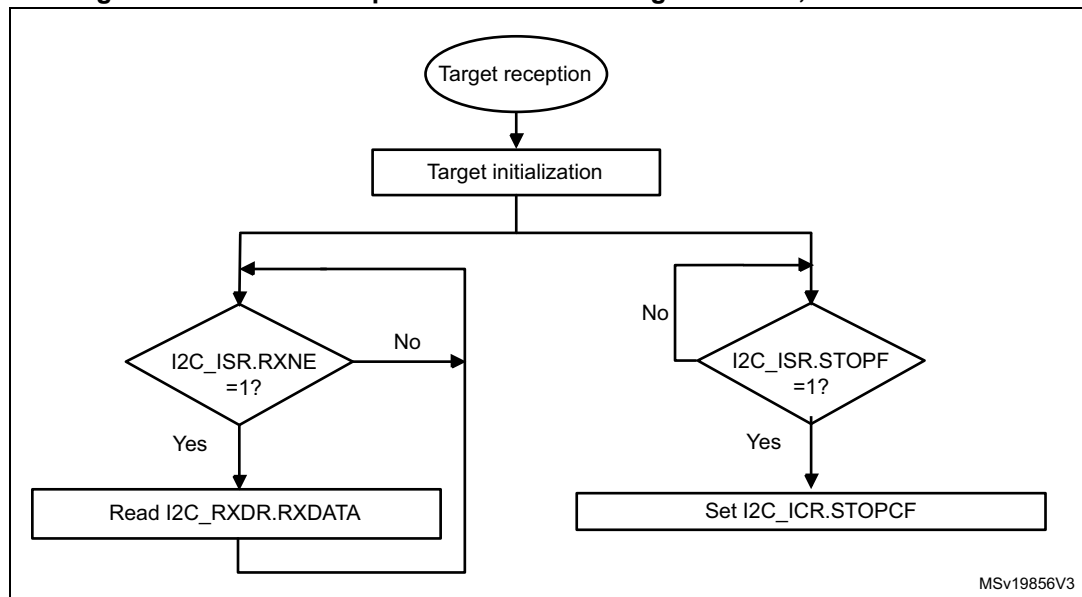 Target reception
Target initialization
No
I2C_ISR.RXNE
=1?
Yes
Read I2C_RXDR.RXDATA
No
I2C_ISR.STOPF
=1?
Yes
Set I2C_ICR.STOPCF
MSv19856V3